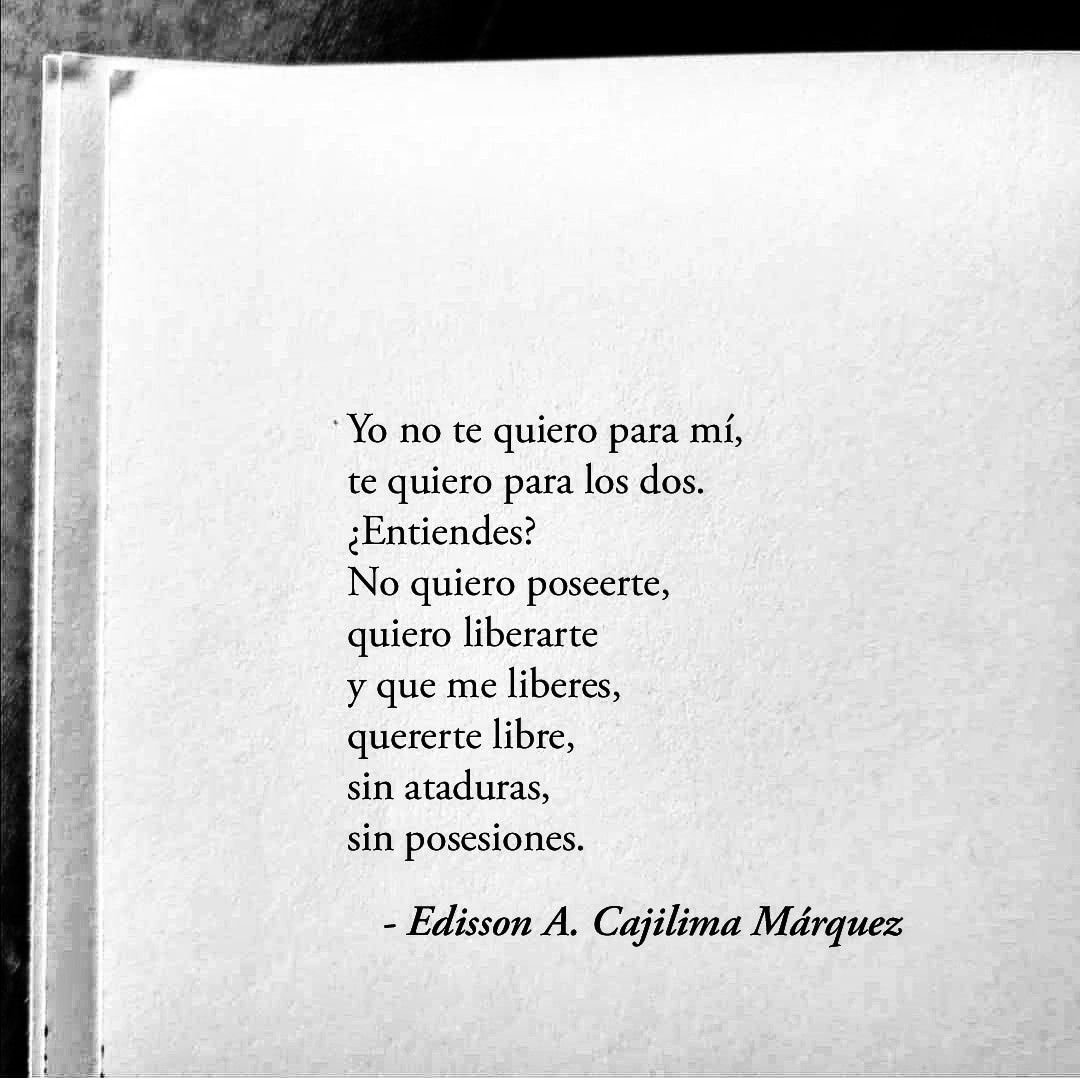 Yo no te quiero para mí,
te quiero para los dos.
¿Entiendes?
No quiero poseerte,
quiero liberarte
y que me liberes,
quererte libre,
sin ataduras,
sin posesiones.
- Edisson A. Cajilima Márquez